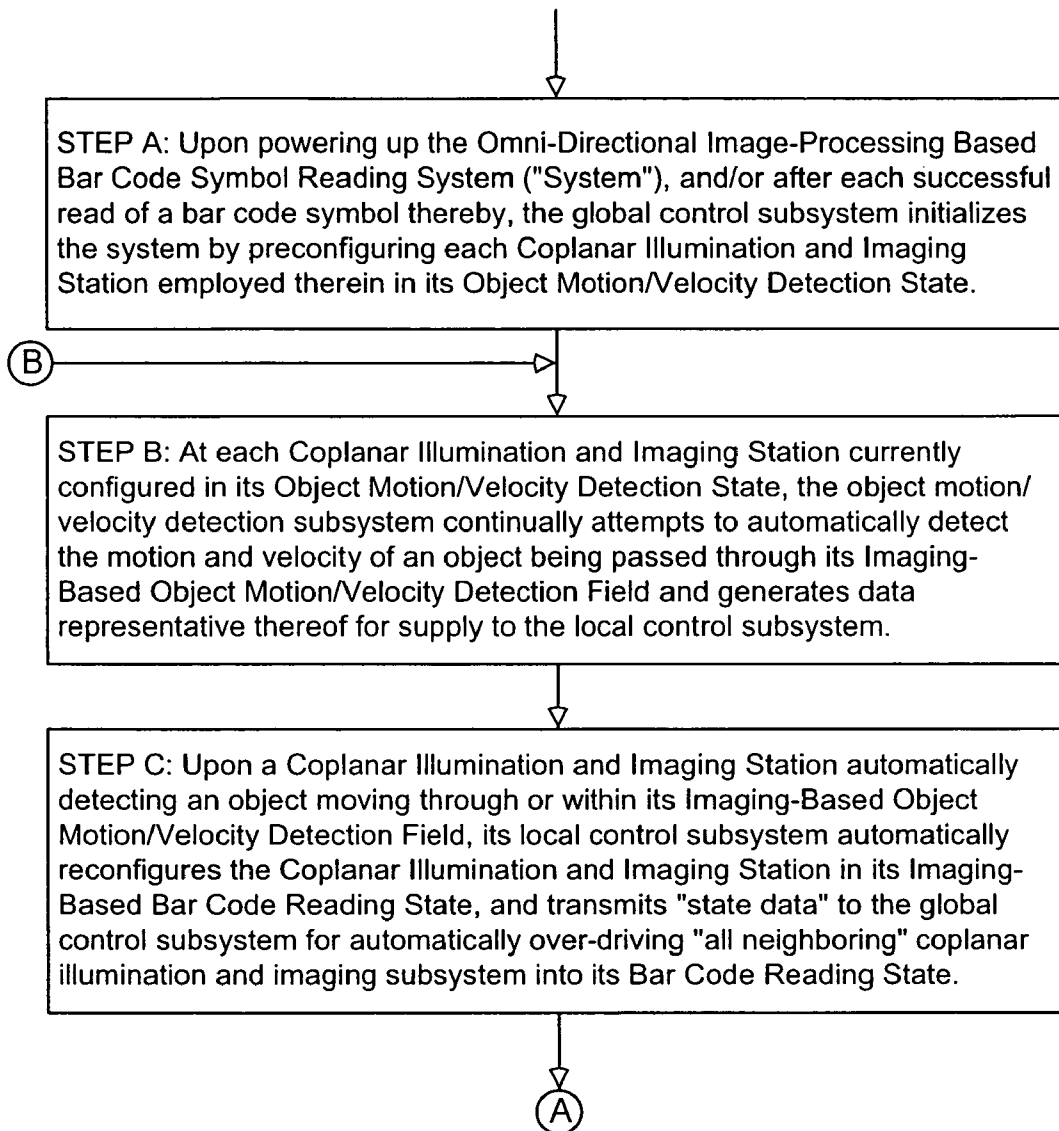 STEP A: Upon powering up the Omni-Directional Image-Processing Based
Bar Code Symbol Reading System ("System"), and/or after each successful
read of a bar code symbol thereby, the global control subsystem initializes
the system by preconfiguring each Coplanar Illumination and Imaging
Station employed therein in its Object Motion/Velocity Detection State.
B
STEP B: At each Coplanar Illumination and Imaging Station currently
configured in its Object Motion/Velocity Detection State, the object motion/
velocity detection subsystem continually attempts to automatically detect
the motion and velocity of an object being passed through its Imaging-
Based Object Motion/Velocity Detection Field and generates data
representative thereof for supply to the local control subsystem.
STEP C: Upon a Coplanar Illumination and Imaging Station automatically
detecting an object moving through or within its Imaging-Based Object
Motion/Velocity Detection Field, its local control subsystem automatically
reconfigures the Coplanar Illumination and Imaging Station in its Imaging-
Based Bar Code Reading State, and transmits "state data" to the global
control subsystem for automatically over-driving "all neighboring" coplanar
illumination and imaging subsystem into its Bar Code Reading State.
A